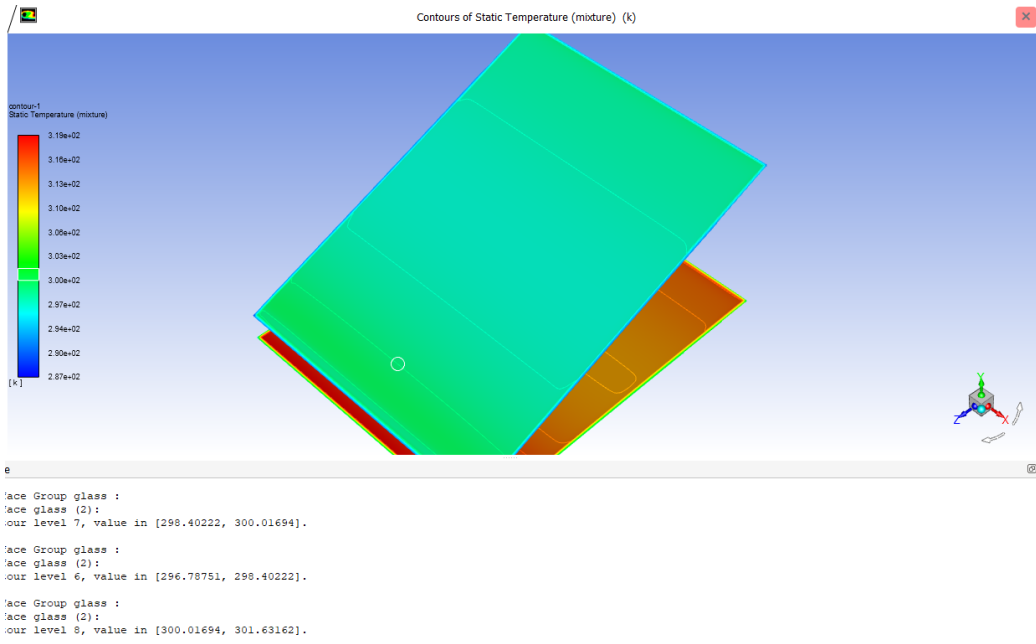 Contours of Static Temperature (mixture) (k)
contour-1
Static Temperature (mixture)
3.19e+02
3.16e+02
3.13e+02
3.10e+02
3.06e+02
3.03e+02
3.00e+02
2.97e+02
2.94e+02
2.90e+02
2.87e+02
[k]
Y
Z
X
e
ace Group glass :
ace glass (2):
our level 7, value in [298.40222, 300.01694].
ace Group glass :
ace glass (2):
our level 6, value in [296.78751, 298.40222].
ace Group glass :
ace glass (2):
our level 8, value in [300.01694, 301.63162].